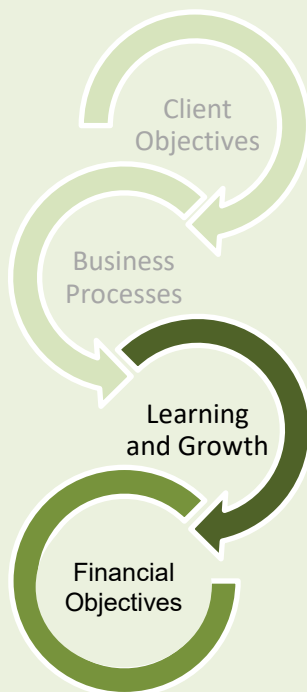 Client
Objectives
Business
Processes
Learning
and Growth
Financial
Objectives